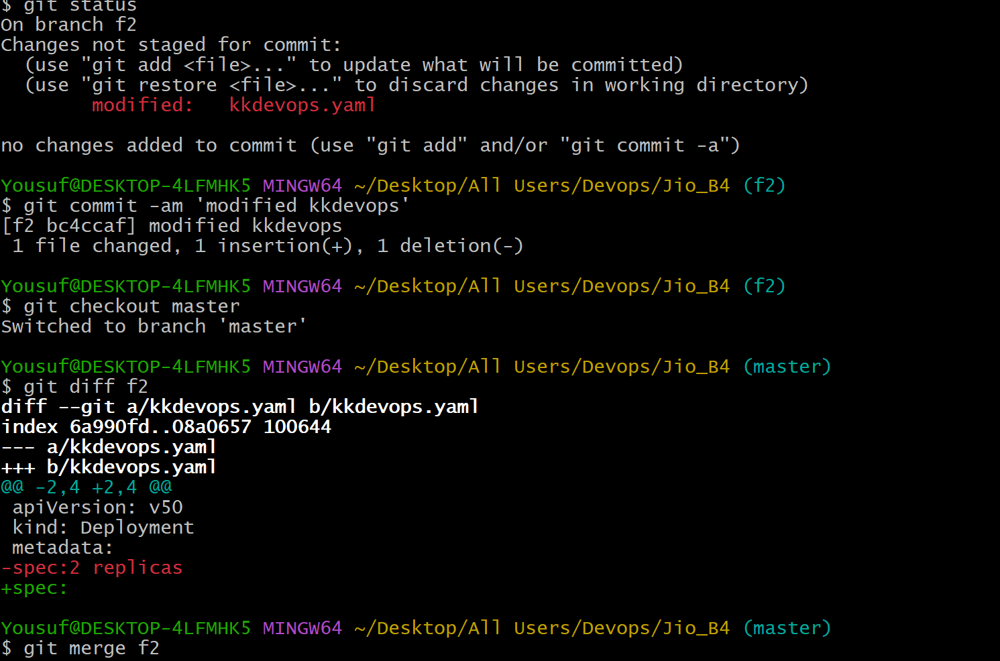 $ git status
On branch f2
Changes not staged for commit:
  (use "git add <file>..." to update what will be committed)
  (use "git restore <file>..." to discard changes in working directory)
        modified:   kkdevops.yaml

no changes added to commit (use "git add" and/or "git commit -a")

Yousuf@DESKTOP-4LFMHK5 MINGW64 ~/Desktop/All Users/Devops/Jio_B4 (f2)
$ git commit -am 'modified kkdevops'
[f2 bc4ccaf] modified kkdevops
 1 file changed, 1 insertion(+), 1 deletion(-)

Yousuf@DESKTOP-4LFMHK5 MINGW64 ~/Desktop/All Users/Devops/Jio_B4 (f2)
$ git checkout master
Switched to branch 'master'

Yousuf@DESKTOP-4LFMHK5 MINGW64 ~/Desktop/All Users/Devops/Jio_B4 (master)
$ git diff f2
diff --git a/kkdevops.yaml b/kkdevops.yaml
index 6a990fd..08a0657 100644
--- a/kkdevops.yaml
+++ b/kkdevops.yaml
@@ -2,4 +2,4 @@
 apiVersion: v50
 kind: Deployment
 metadata:
-spec:2 replicas
+spec:

Yousuf@DESKTOP-4LFMHK5 MINGW64 ~/Desktop/All Users/Devops/Jio_B4 (master)
$ git merge f2